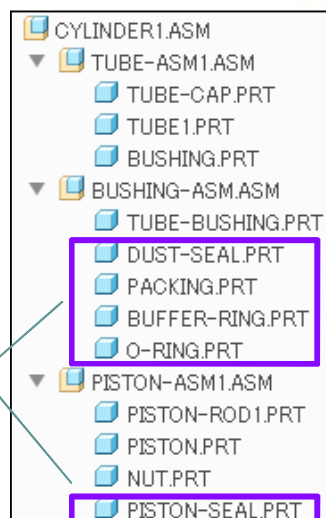 CYLINDER1.ASM
TUBE-ASM1.ASM
TUBE-CAP.PRT
TUBE1.PRT
BUSHING.PRT
BUSHING-ASM.ASM
TUBE-BUSHING.PRT
DUST-SEAL.PRT
PACKING.PRT
BUFFER-RING.PRT
O-RING.PRT
PISTON-ASM1.ASM
PISTON-ROD1.PRT
PISTON.PRT
NUT.PRT
PISTON-SEAL.PRT